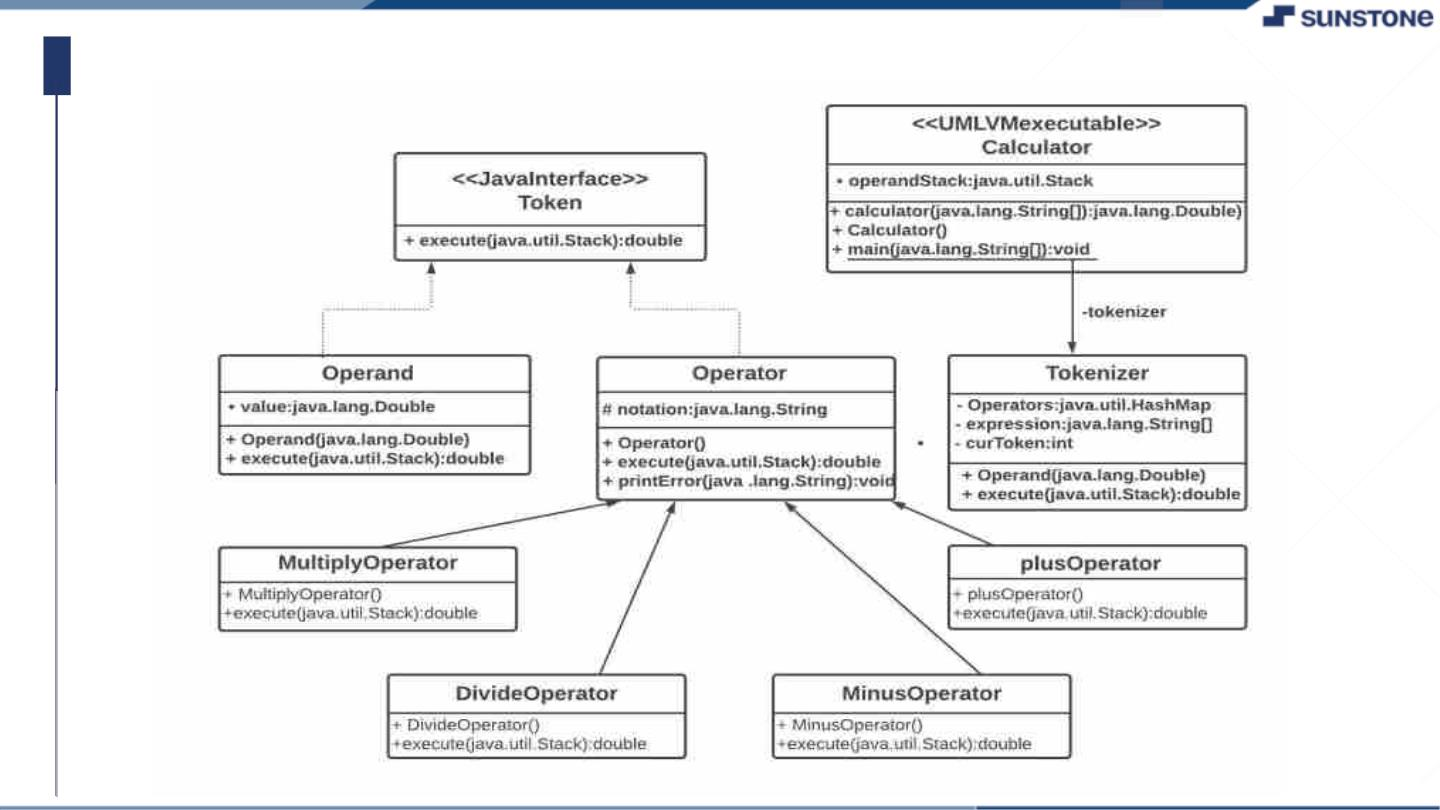 SUNSTONE
<<JavaInterface>>
Token
+ execute(java.util.Stack):double
<<UMLVMexecutable>>
Calculator
• operandStack:java.util.Stack
+ calculator(java.lang.String[]):java.lang.Double)
+ Calculator()
+ main(java.lang.String[]):void
-tokenizer
Operand
• value:java.lang.Double
+ Operand(java.lang.Double)
+ execute(java.util.Stack):double
Operator
# notation:java.lang.String
+ Operator()
+ execute(java.util.Stack):double
+ printError(java .lang.String):void
Tokenizer
- Operators:java.util.HashMap
- expression:java.lang.String[]
- curToken:int
+ Operand(java.lang.Double)
+ execute(java.util.Stack):double
MultiplyOperator
+ MultiplyOperator()
+execute(java.util.Stack):double
plusOperator
+ plusOperator()
+execute(java.util.Stack):double
DivideOperator
+ DivideOperator()
+execute(java.util.Stack):double
MinusOperator
+ MinusOperator()
+execute(java.util.Stack):double